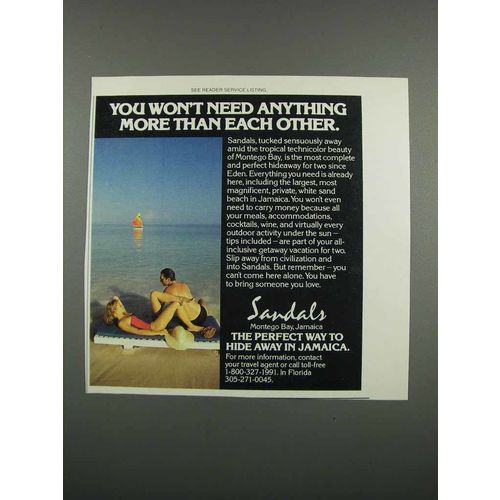 SEE READER SERVICE LISTING
YOU WON'T NEED ANYTHING
MORE THAN EACH OTHER.
Sandals, tucked sensuously away
amid the tropical technicolor beauty
of Montego Bay, is the most complete
and perfect hideaway for two since
Eden. Everything you need is already
here, including the largest, most
magnificent, private, white sand
beach in Jamaica. You won't even
need to carry money because all
your meals, accommodations,
cocktails, wine, and virtually every
outdoor activity under the sun—
tips included—are part of your all-
inclusive getaway vacation for two.
Slip away from civilization and
into Sandals. But remember—you
can't come here alone. You have
to bring someone you love.
Sandals
Montego Bay, Jamaica
THE PERFECT WAY TO
HIDE AWAY IN JAMAICA.
For more information, contact
your travel agent or call toll-free
1-800-327-1991. In Florida
305-271-0045.